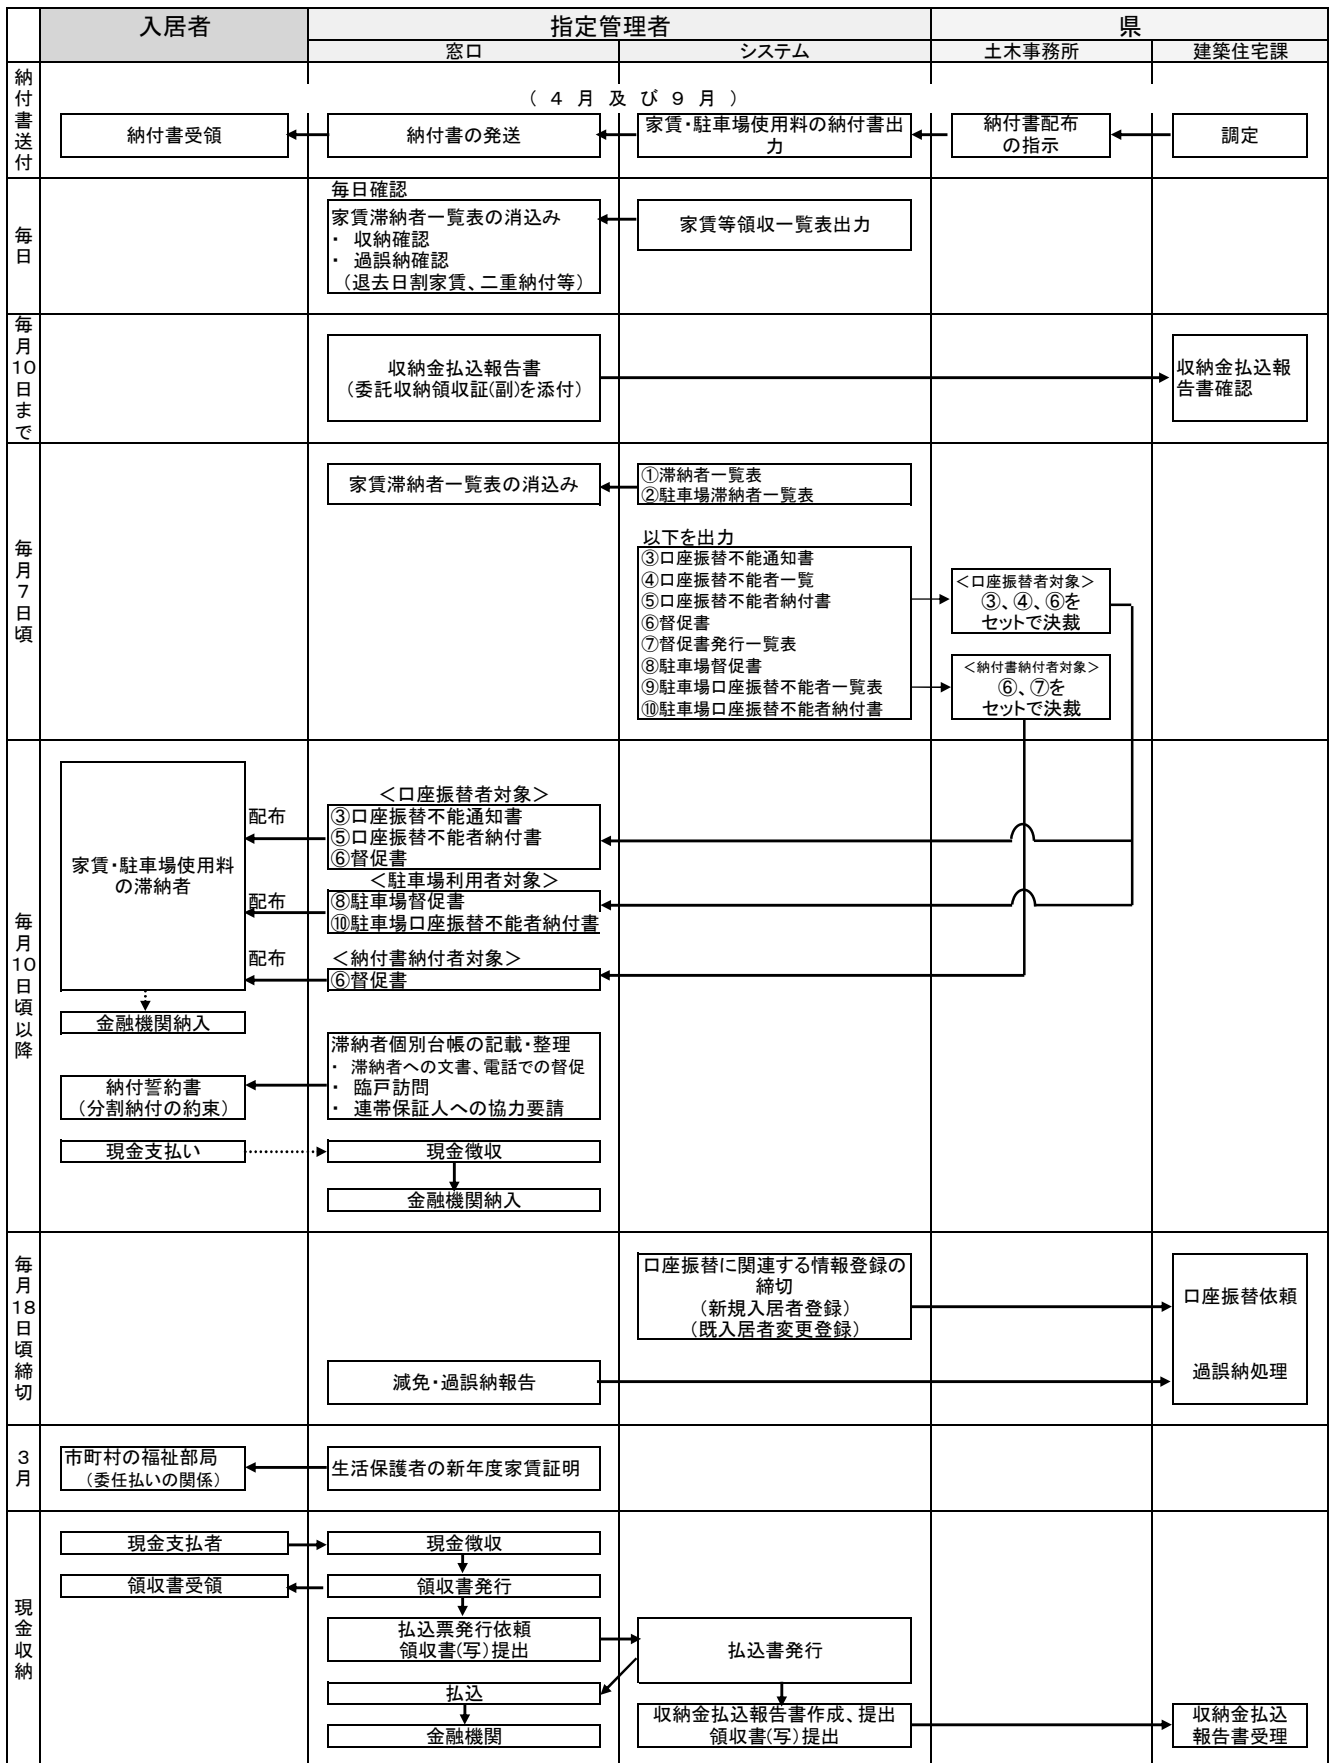 入居者
指定管理者
県
窓口
システム
土木事務所
建築住宅課
納付書送付
(４月及び９月)
納付書受領
納付書の発送
家賃・駐車場使用料の納付書出
力
納付書配布
の指示
調定
毎日
毎日確認
家賃滞納者一覧表の消込み
・ 収納確認
・ 過誤納確認
(退去日割家賃、二重納付等)
家賃等領収一覧表出力
毎月10日まで
収納金払込報告書
(委託収納領収証(副)を添付)
収納金払込報
告書確認
毎月７日頃
家賃滞納者一覧表の消込み
①滞納者一覧表
②駐車場滞納者一覧表
以下を出力
③口座振替不能通知書
④口座振替不能者一覧
⑤口座振替不能者納付書
⑥督促書
⑦督促書発行一覧表
⑧駐車場督促書
⑨駐車場口座振替不能者一覧表
⑩駐車場口座振替不能者納付書
＜口座振替者対象＞
③、④、⑥を
セットで決裁
＜納付書納付者対象＞
⑥、⑦を
セットで決裁
毎月10日頃以降
家賃・駐車場使用料
の滞納者
配布
＜口座振替者対象＞
③口座振替不能通知書
⑤口座振替不能者納付書
⑥督促書
配布
＜駐車場利用者対象＞
⑧駐車場督促書
⑩駐車場口座振替不能者納付書
配布
＜納付書納付者対象＞
⑥督促書
金融機関納入
滞納者個別台帳の記載・整理
・ 滞納者への文書、電話での督促
・ 臨戸訪問
・ 連帯保証人への協力要請
納付誓約書
(分割納付の約束)
現金支払い
現金徴収
金融機関納入
毎月18日頃締切
口座振替に関連する情報登録の
締切
(新規入居者登録)
(既入居者変更登録)
口座振替依頼
減免・過誤納報告
過誤納処理
３月
市町村の福祉部局
(委任払いの関係)
生活保護者の新年度家賃証明
現金収納
現金支払者
現金徴収
領収書受領
領収書発行
払込票発行依頼
領収書(写)提出
払込書発行
払込
金融機関
収納金払込報告書作成、提出
領収書(写)提出
収納金払込
報告書受理